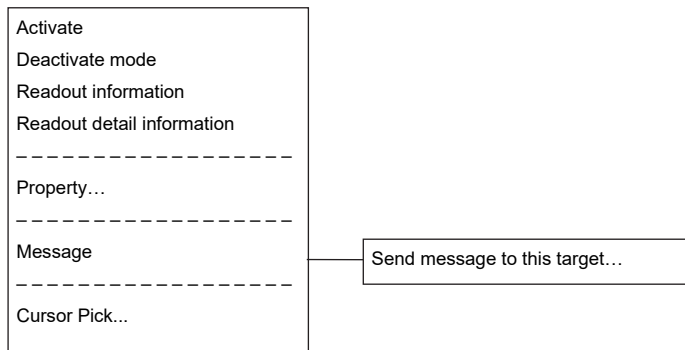 Activate
Deactivate mode
Readout information
Readout detail information
Property…
Message
Send message to this target…
Cursor Pick...